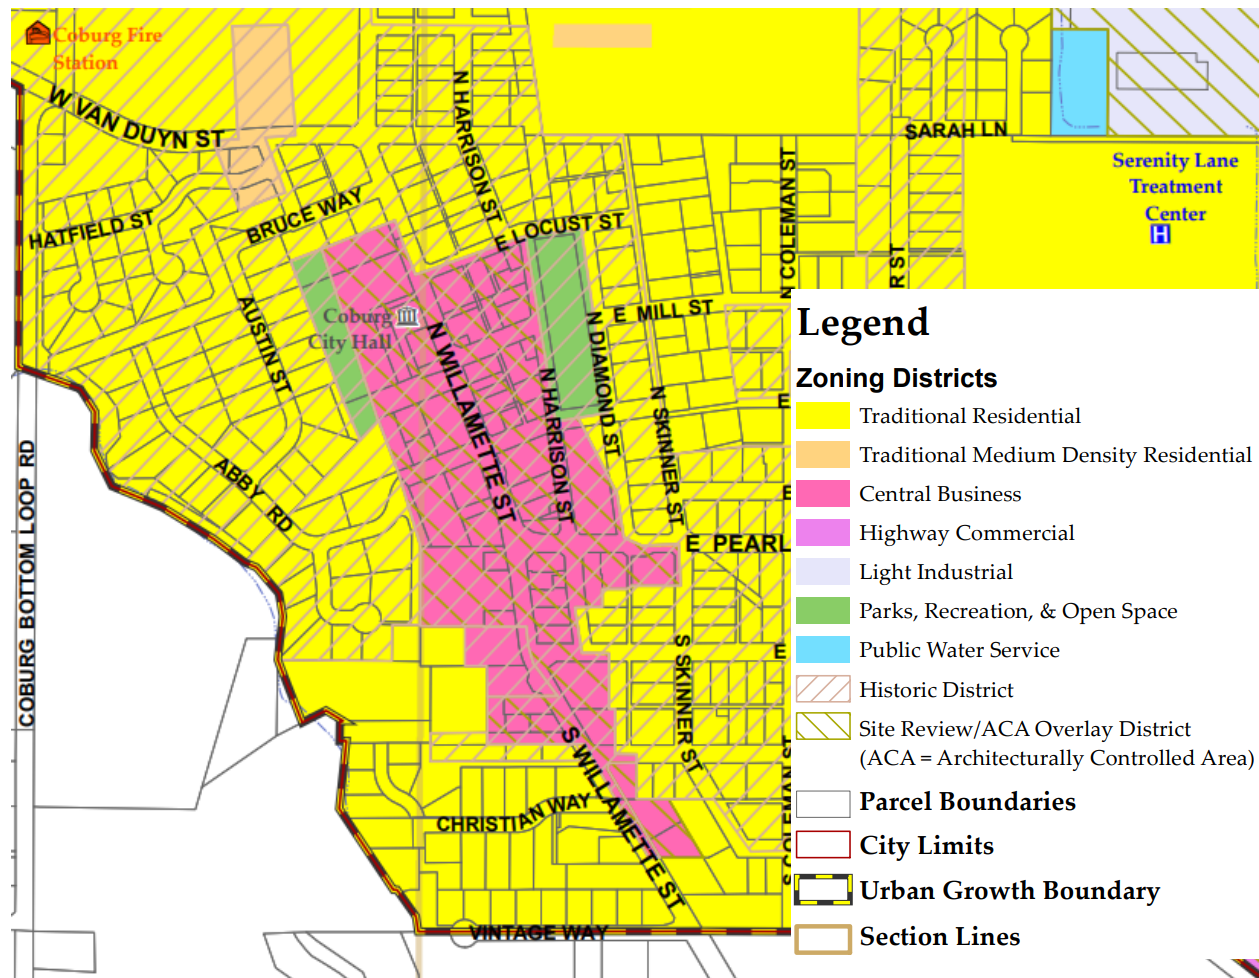 Coburg Fire
Station
W VAN DUYN ST
N HARRISON ST
SARAH LN
Serenity Lane
Treatment
Center
H
HATFIELD ST
BRUCE WAY
E LOCUST ST
N COLEMAN ST
R ST
AUSTIN ST
Coburg
City Hall
N WILLAMETTE ST
N HARRISON ST
N DIAMOND ST
E MILL ST
N SKINNER ST
E
E
ABBY RD
E PEARL
COBURG BOTTOM LOOP RD
E
S SKINNER ST
S WILLAMETTE ST
S COLEMAN ST
CHRISTIAN WAY
VINTAGE WAY
Legend
Zoning Districts
Traditional Residential
Traditional Medium Density Residential
Central Business
Highway Commercial
Light Industrial
Parks, Recreation, & Open Space
Public Water Service
Historic District
Site Review/ACA Overlay District
(ACA = Architecturally Controlled Area)
Parcel Boundaries
City Limits
Urban Growth Boundary
Section Lines